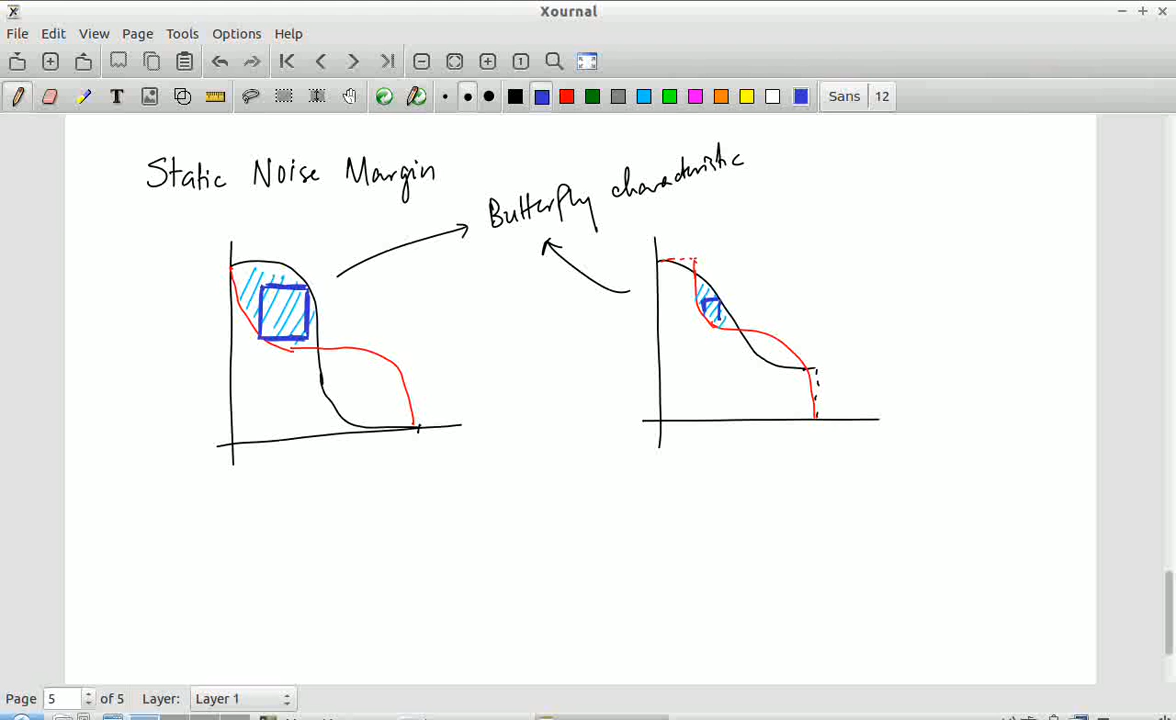 Xournal
File Edit View Page Tools Options Help
Sans 12
Static Noise Margin
Butterfly characteristic
Page 5 of 5 Layer: Layer 1